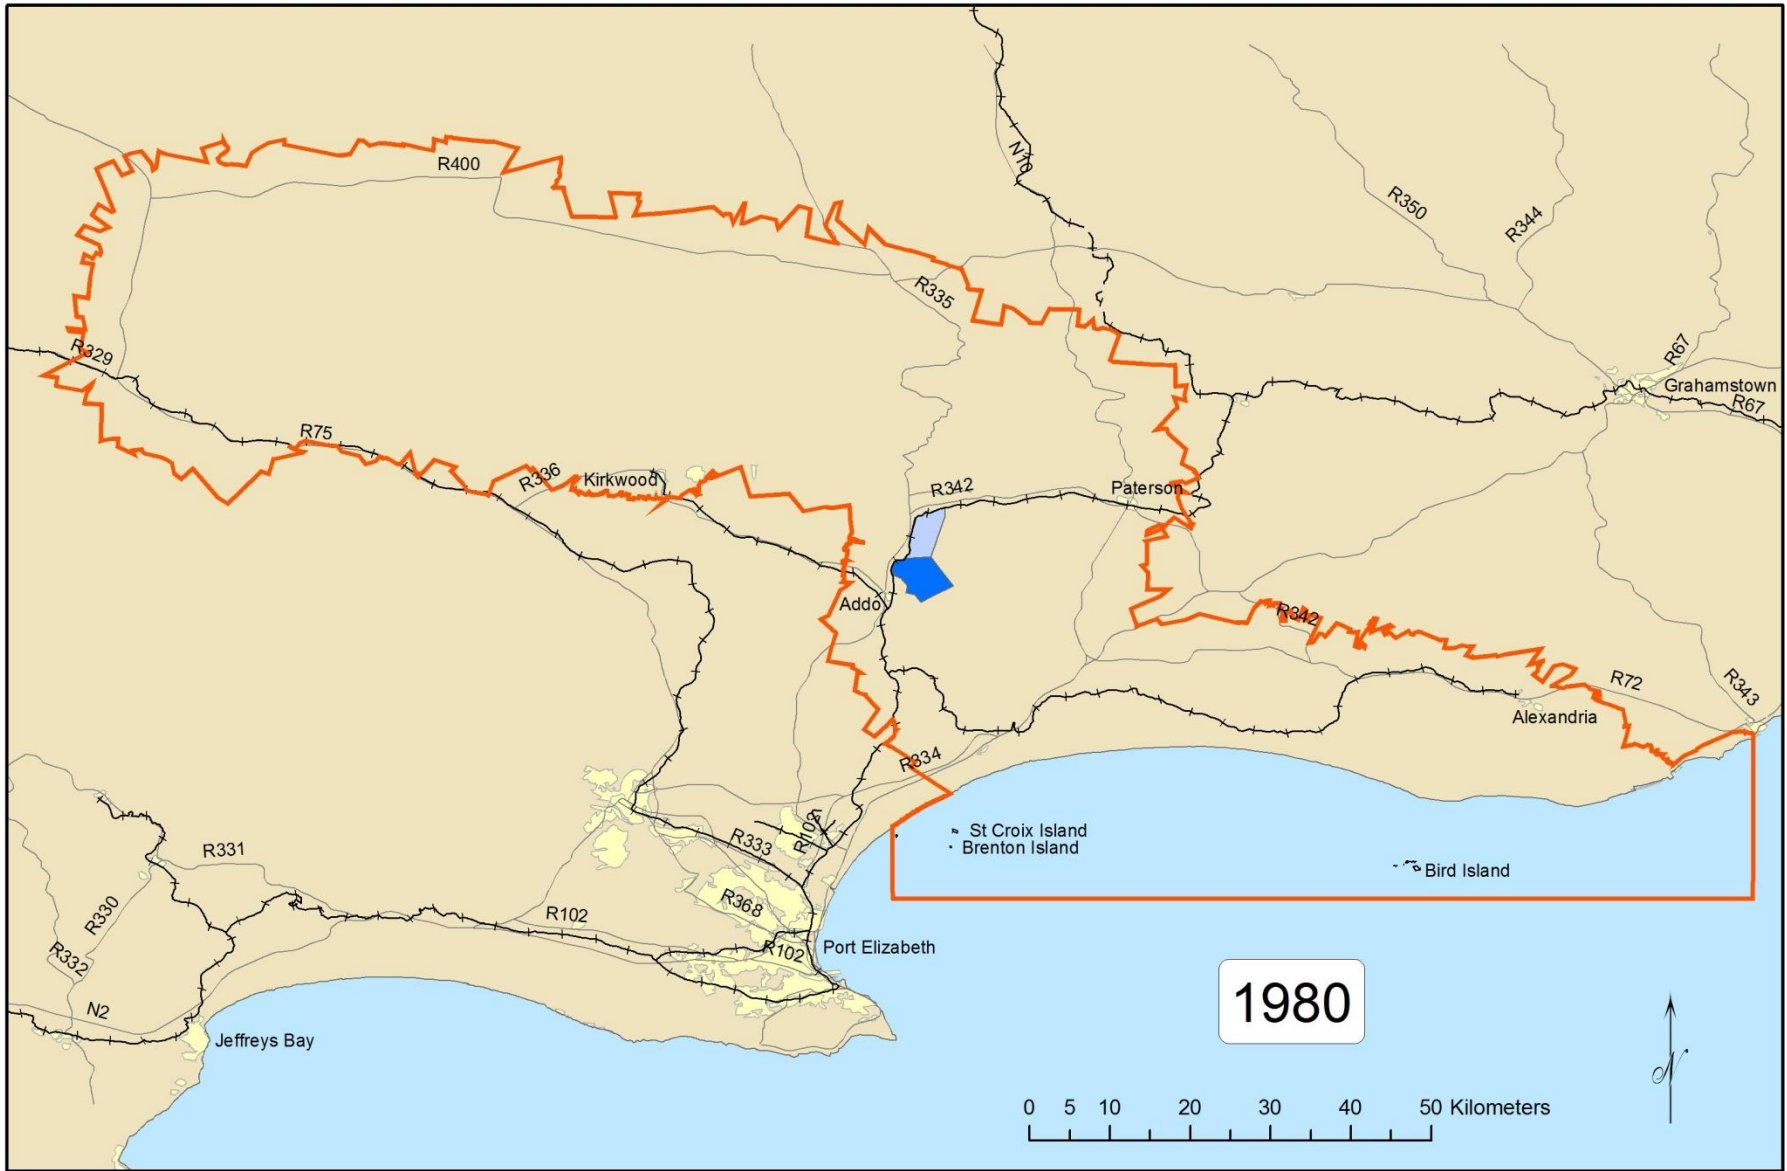 R400
N10
R350
R344
R335
R329
R67
Grahamstown
R67
R75
R336
Kirkwood
R342
Paterson
Addo
R342
R72
R343
Alexandria
R334
St Croix Island
Brenton Island
Bird Island
R102
R333
R331
R368
R330
R102
R102
Port Elizabeth
R332
N2
Jeffreys Bay
1980
N
0 5 10 20 30 40 50 Kilometers